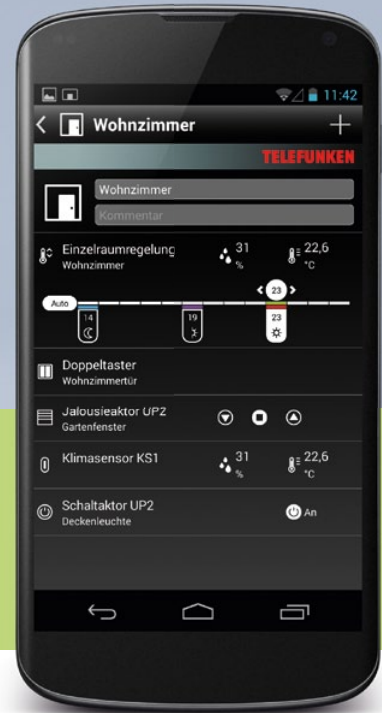 11:42
Wohnzimmer
TELEFUNKEN
Wohnzimmer
Kommentar
Einzelraumregelung 31 % 22,6 °C
Wohnzimmer
23
Auto
14 19 23
Doppeltaster
Wohnzimmertür
Jalousieaktor UP2
Gartenfenster
Klimasensor KS1 31 % 22,6 °C
Schaltaktor UP2 An
Deckenleuchte